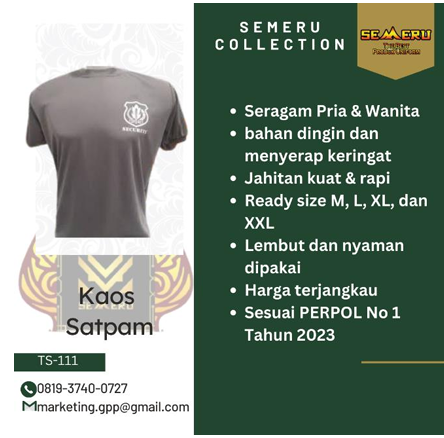 SEMERU
COLLECTION
SEMERU
SECURITY
Seragam Pria & Wanita
bahan dingin dan
menyerap keringat
Jahitan kuat & rapi
Ready size M, L, XL, dan
XXL
Lembut dan nyaman
dipakai
Harga terjangkau
Sesuai PERPOL No 1
Tahun 2023
SEMERU
Kaos
Satpam
TS-111
0819-3740-0727
marketing.gpp@gmail.com